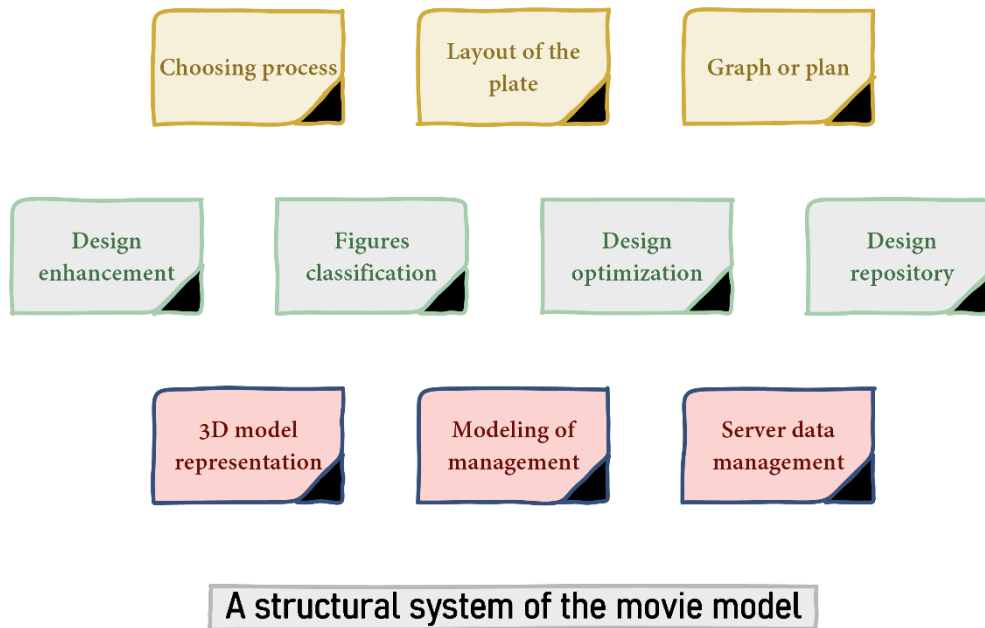 Choosing process
Layout of the
plate
Graph or plan
Design
enhancement
Figures
classification
Design
optimization
Design
repository
3D model
representation
Modeling of
management
Server data
management
A structural system of the movie model